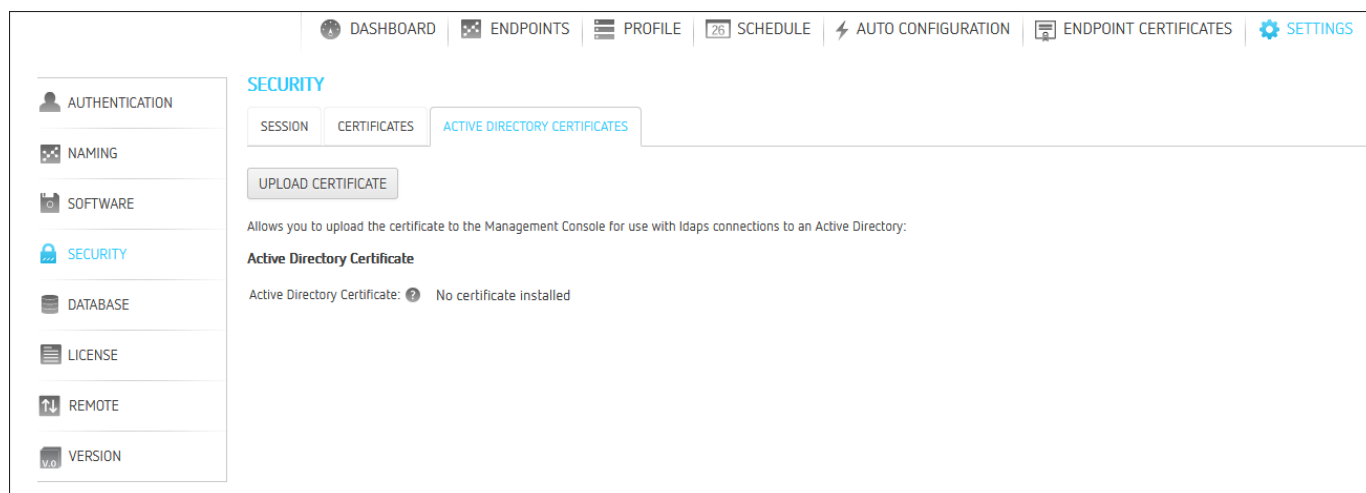 DASHBOARD ENDPOINTS PROFILE 26 SCHEDULE AUTO CONFIGURATION ENDPOINT CERTIFICATES SETTINGS
AUTHENTICATION
NAMING
SOFTWARE
SECURITY
DATABASE
LICENSE
REMOTE
V.0 VERSION
SECURITY
SESSION CERTIFICATES ACTIVE DIRECTORY CERTIFICATES
UPLOAD CERTIFICATE
Allows you to upload the certificate to the Management Console for use with ldaps connections to an Active Directory:
Active Directory Certificate
Active Directory Certificate: ? No certificate installed